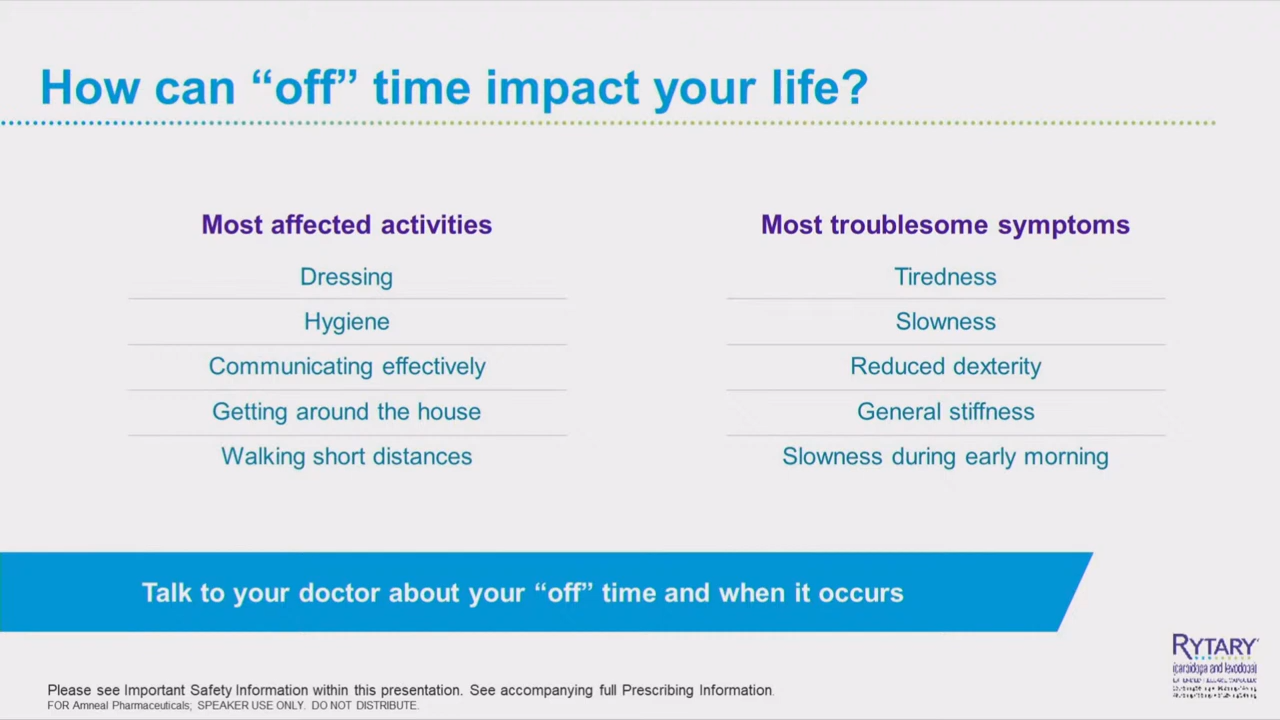 How can “off” time impact your life?
Most affected activities
Dressing
Hygiene
Communicating effectively
Getting around the house
Walking short distances
Most troublesome symptoms
Tiredness
Slowness
Reduced dexterity
General stiffness
Slowness during early morning
Talk to your doctor about your “off” time and when it occurs
RYTARY
(carbidopa and levodopa)
Please see Important Safety Information within this presentation. See accompanying full Prescribing Information.
FOR Amneal Pharmaceuticals; SPEAKER USE ONLY. DO NOT DISTRIBUTE.